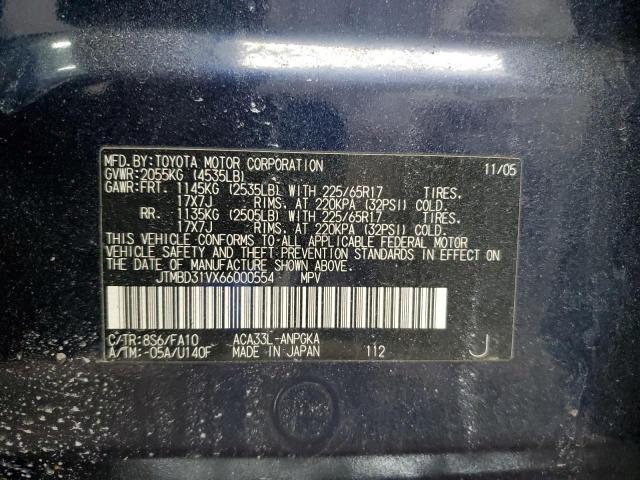 MFD.BY:TOYOTA MOTOR CORPORATION 11/05
GVWR:2055KG (4535LB)
GAWR:FRT. 1145KG (2535LB) WITH 225/65R17 TIRES.
17X7J RIMS. AT 220KPA (32PSI) COLD.
RR. 1135KG (2505LB) WITH 225/65R17 TIRES.
17X7J RIMS. AT 220KPA (32PSI) COLD.
THIS VEHICLE CONFORMS TO ALL APPLICABLE FEDERAL MOTOR
VEHICLE SAFETY AND THEFT PREVENTION STANDARDS IN EFFECT
ON THE DATE OF MANUFACTURE SHOWN ABOVE.
JTMBD31VX66000554 MPV
C/TR:8S6/FA10 ACA33L-ANPGKA
A/TM:-05A/U140F MADE IN JAPAN 112 J